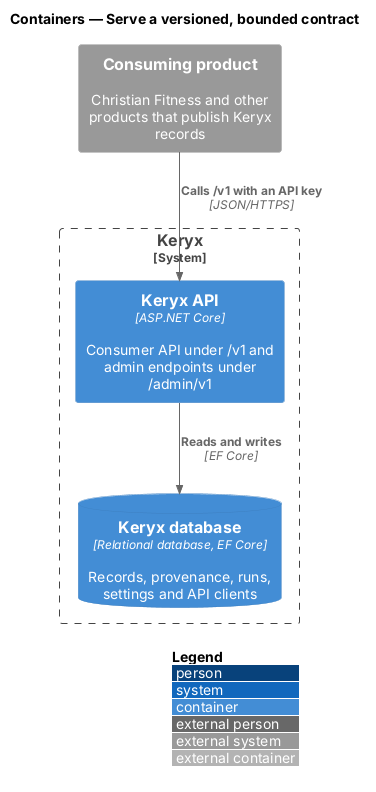 Containers — Serve a versioned, bounded contract
Consuming product
Christian Fitness and other
products that publish Keryx
records
Calls /v1 with an API key
[JSON/HTTPS]
Keryx
[System]
Keryx API
[ASP.NET Core]
Consumer API under /v1 and
admin endpoints under
/admin/v1
Reads and writes
[EF Core]
Keryx database
[Relational database, EF Core]
Records, provenance, runs,
settings and API clients
Legend
person
system
container
external person
external system
external container